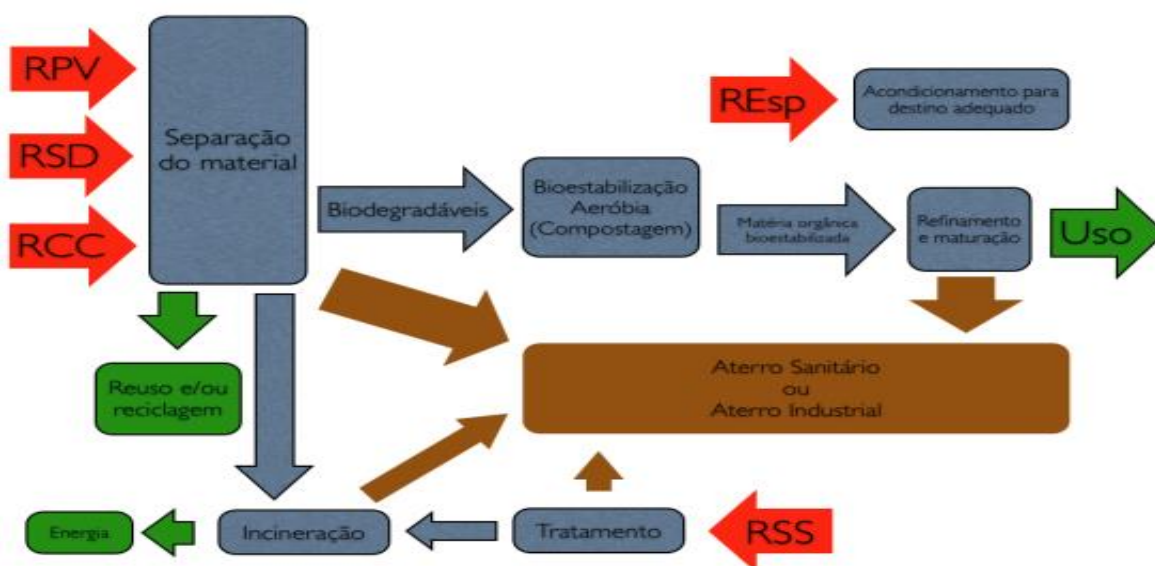 RPV
RSD
RCC
Separação
do material
REsp
Acondicionamento para
destino adequado
Biodegradáveis
Bioestabilização
Aeróbia
(Compostagem)
Matéria orgânica
bioestabilizada
Refinamento
e maturação
Uso
Reuso e/ou
reciclagem
Aterro Sanitário
ou
Aterro Industrial
Energia
Incineração
Tratamento
RSS